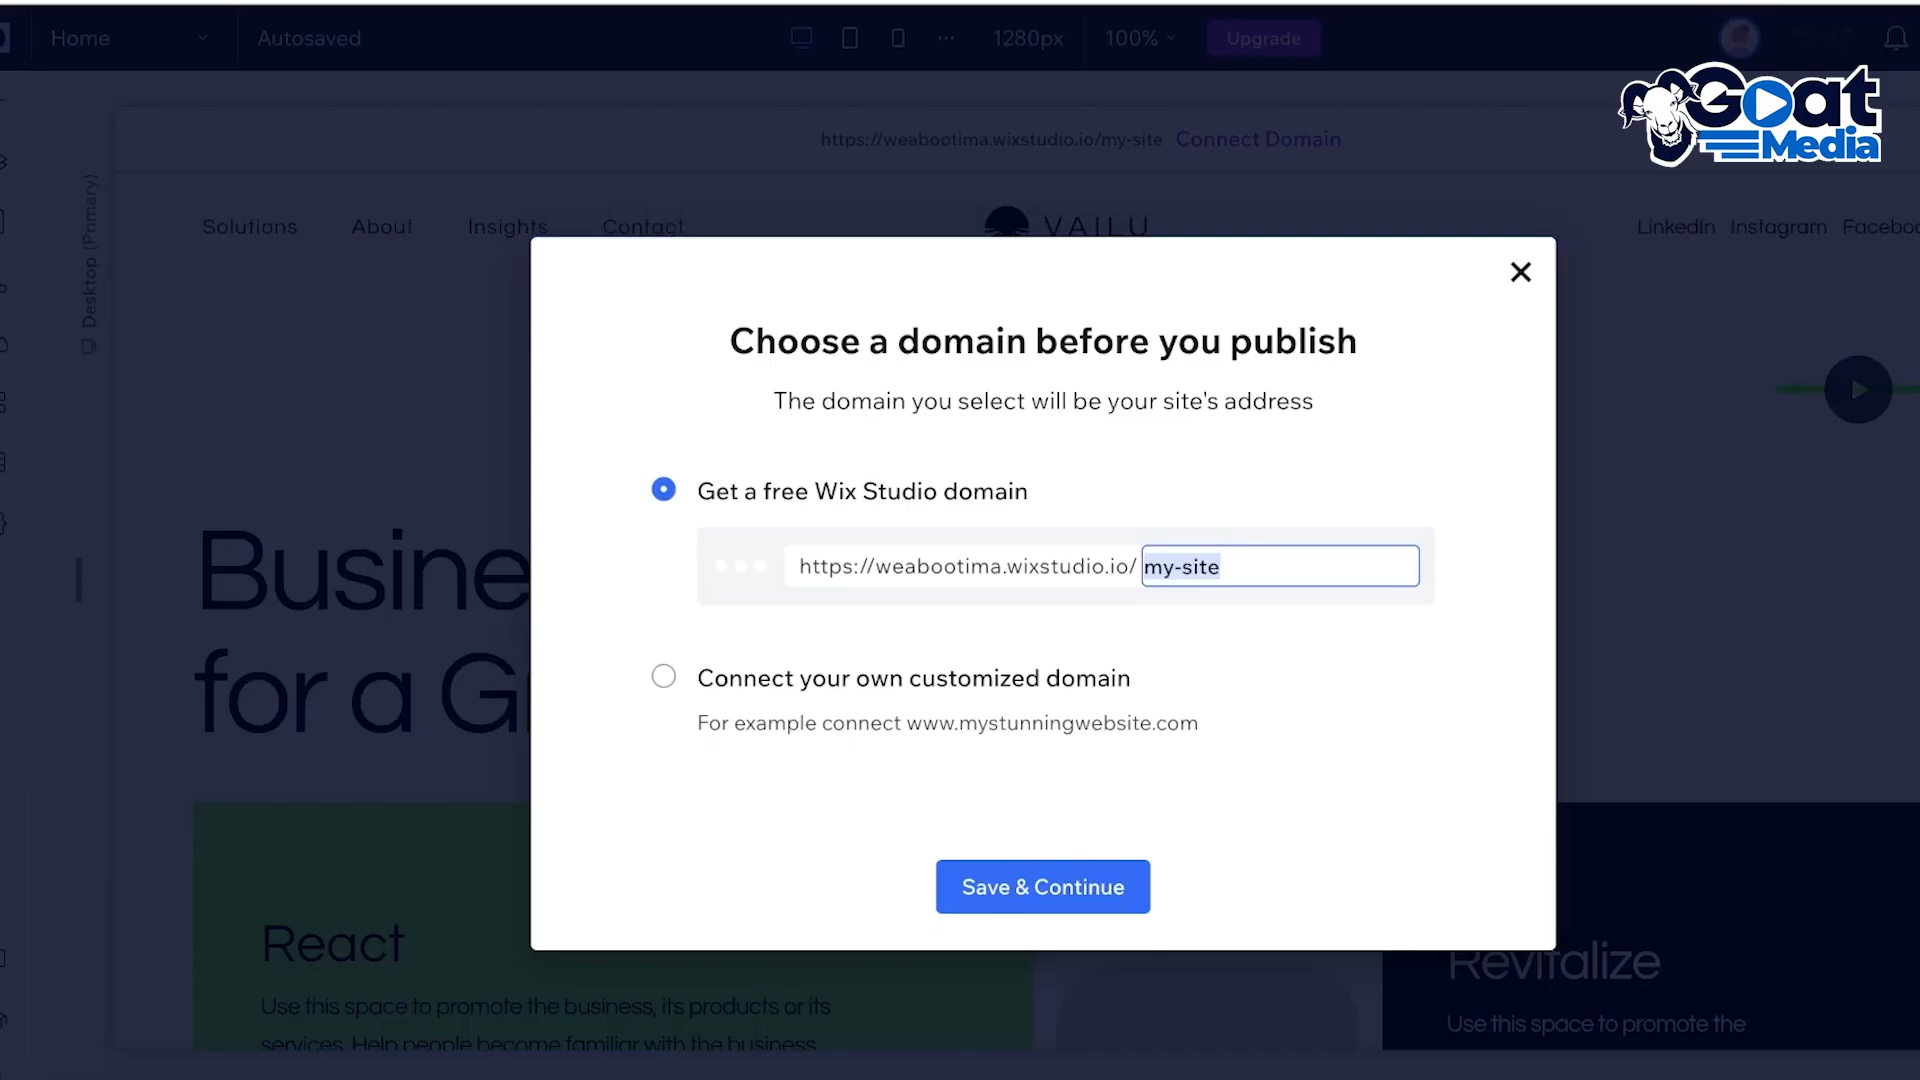 Home
Autosaved
1280px
100%
Upgrade
Goat
Media
https://weabootima.wixstudio.io/my-site Connect Domain
Desktop (Primary)
Solutions About Insights Contact
VAILU
LinkedIn Instagram
Choose a domain before you publish
The domain you select will be your site's address
Get a free Wix Studio domain
https://weabootima.wixstudio.io/ my-site
Connect your own customized domain
For example connect www.mystunningwebsite.com
Save & Continue
for a
React
Use this space to promote the business, its products or its
services. Help people become familiar with the business
Revitalize
Use this space to promote the